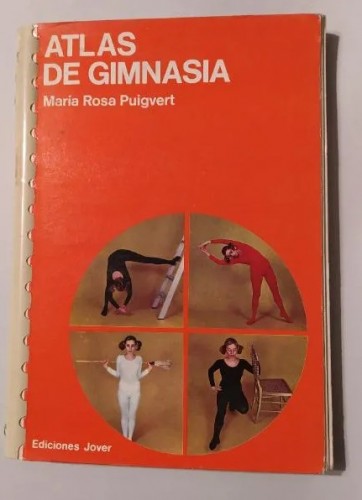 ATLAS
DE GIMNASIA
María Rosa Puigvert
Ediciones Jover